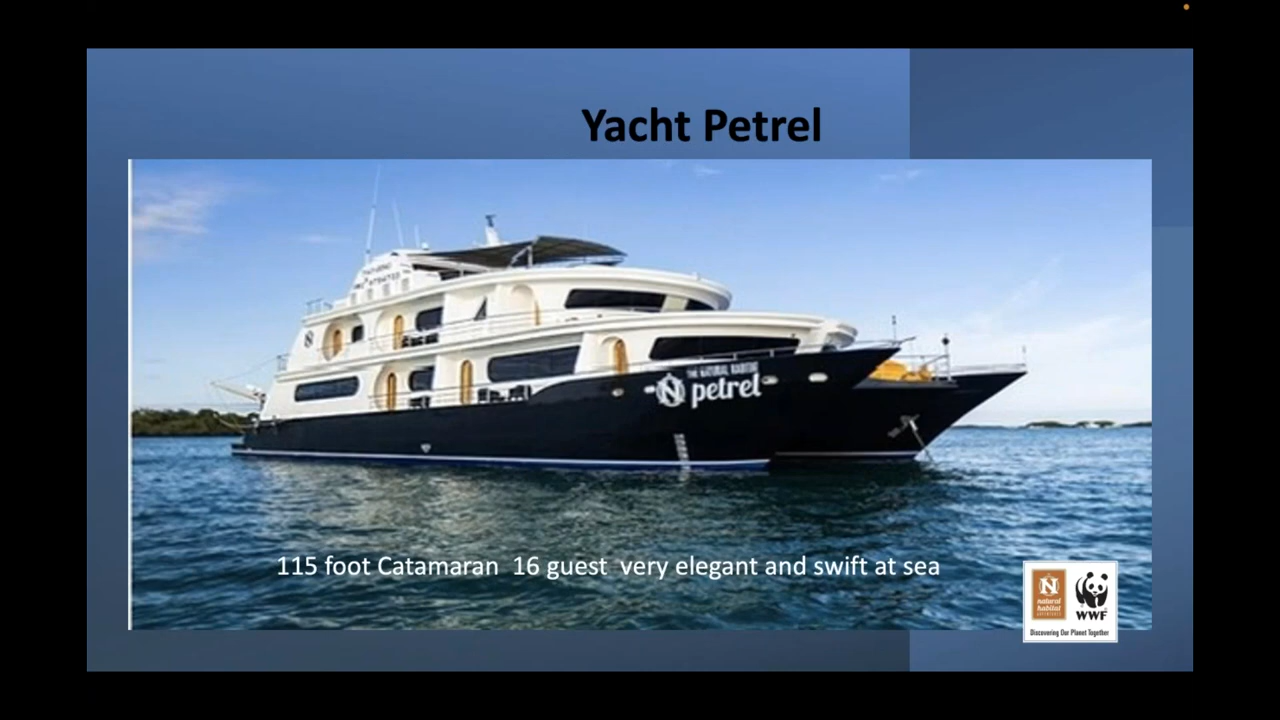 Yacht Petrel
THE NATURAL HABITAT
N petrel
115 foot Catamaran 16 guest very elegant and swift at sea
N
natural
habitat
ADVENTURES
WWF
Discovering Our Planet Together